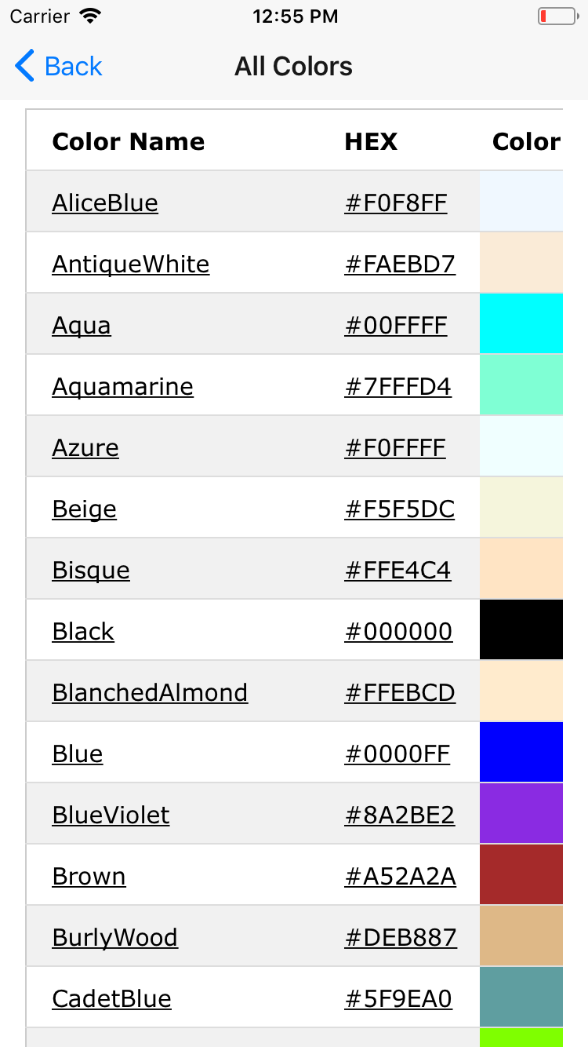 Carrier 12:55 PM
Back All Colors
Color Name HEX Color
AliceBlue #F0F8FF
AntiqueWhite #FAEBD7
Aqua #00FFFF
Aquamarine #7FFFD4
Azure #F0FFFF
Beige #F5F5DC
Bisque #FFE4C4
Black #000000
BlanchedAlmond #FFEBCD
Blue #0000FF
BlueViolet #8A2BE2
Brown #A52A2A
BurlyWood #DEB887
CadetBlue #5F9EA0